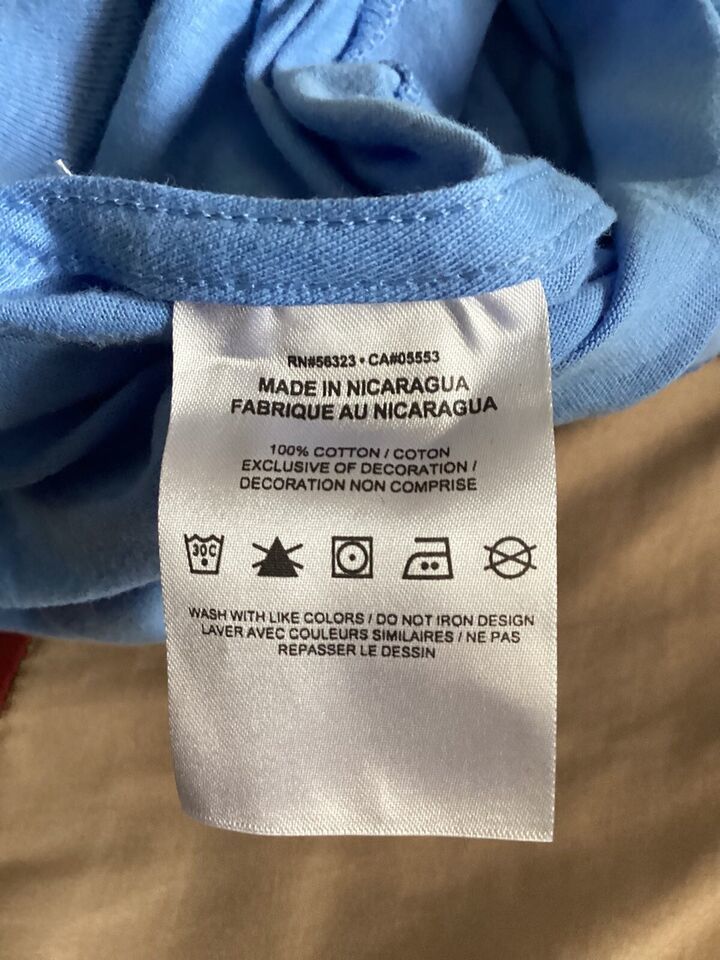 RN#56323 • CA#05553
MADE IN NICARAGUA
FABRIQUE AU NICARAGUA
100% COTTON / COTON
EXCLUSIVE OF DECORATION /
DECORATION NON COMPRISE
30C
WASH WITH LIKE COLORS / DO NOT IRON DESIGN
LAVER AVEC COULEURS SIMILAIRES / NE PAS
REPASSER LE DESSIN